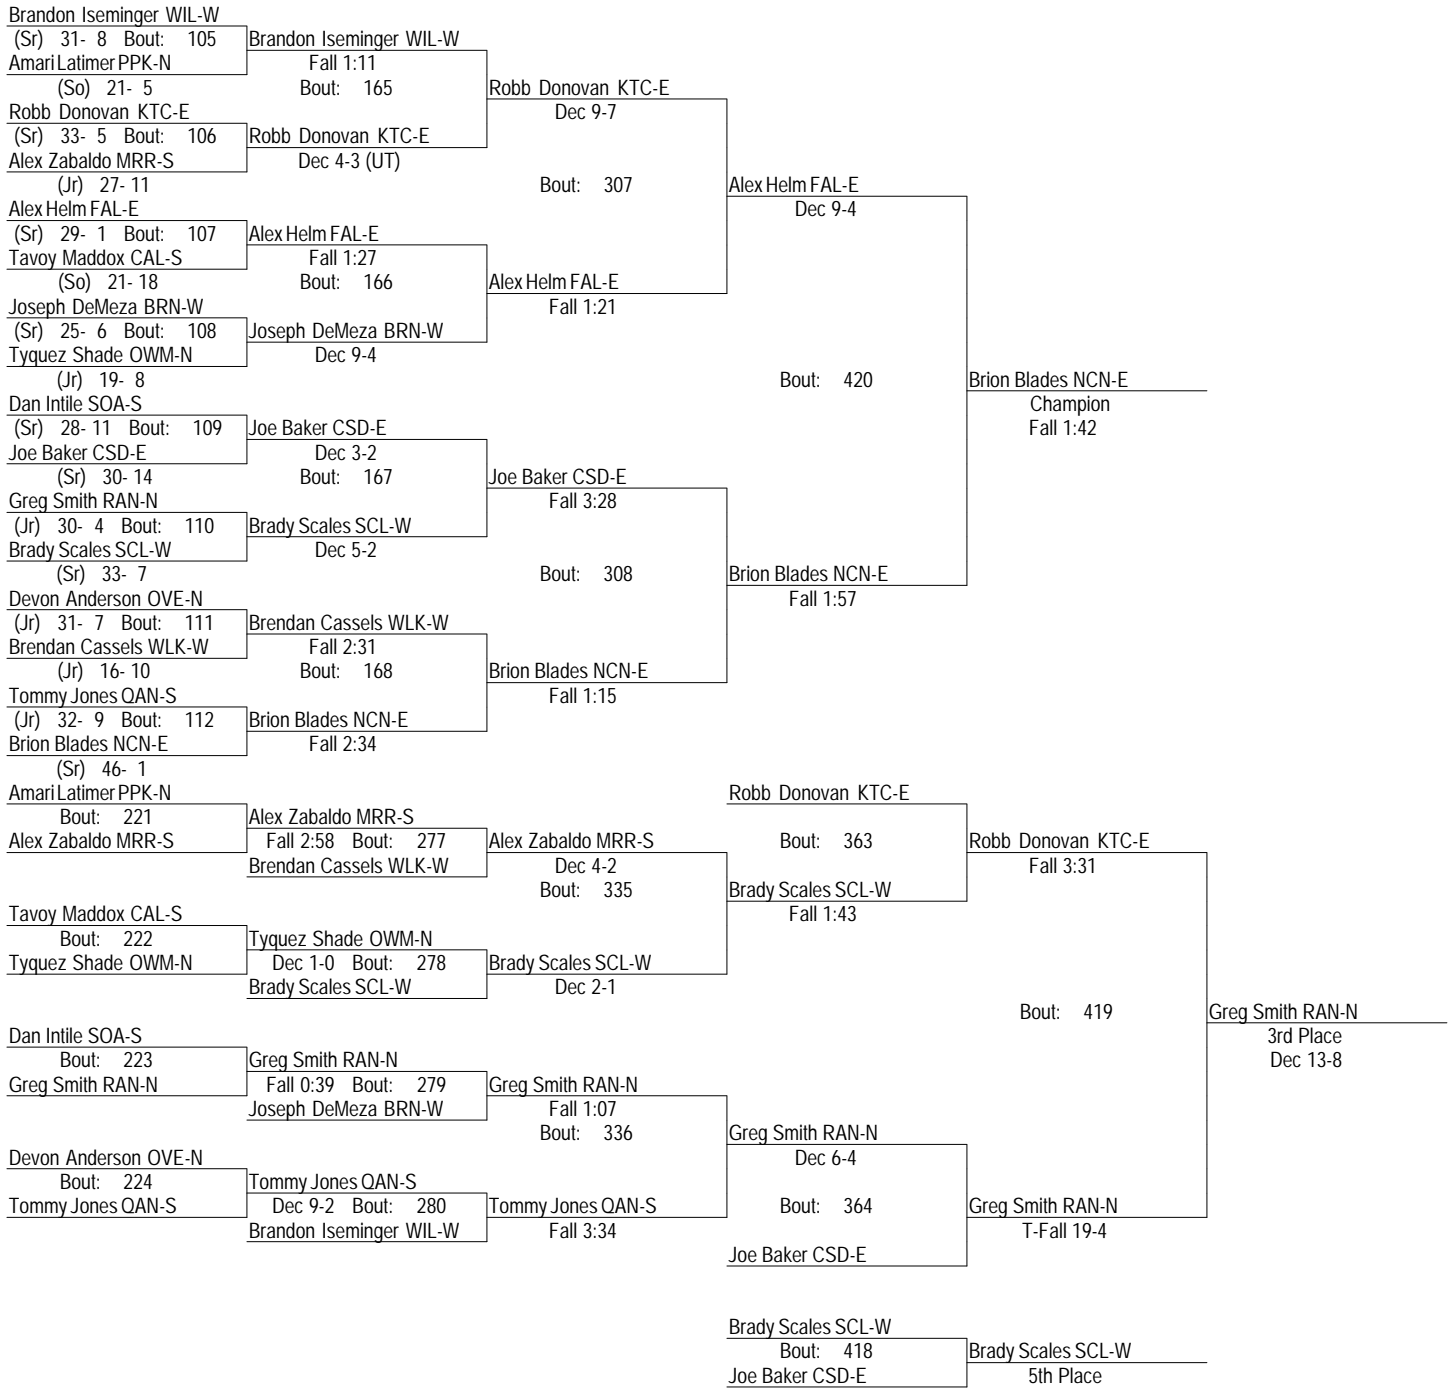 Brandon Iseminger WIL-W
(Sr) 31- 8 Bout: 105 Brandon Iseminger WIL-W
Amari Latimer PPK-N Fall 1:11
(So) 21- 5 Bout: 165 Robb Donovan KTC-E
Robb Donovan KTC-E Dec 9-7
(Sr) 33- 5 Bout: 106 Robb Donovan KTC-E
Alex Zabaldo MRR-S Dec 4-3 (UT)
(Jr) 27- 11 Bout: 307 Alex Helm FAL-E
Alex Helm FAL-E Dec 9-4
(Sr) 29- 1 Bout: 107 Alex Helm FAL-E
Tavoy Maddox CAL-S Fall 1:27
(So) 21- 18 Bout: 166 Alex Helm FAL-E
Joseph DeMeza BRN-W Fall 1:21
(Sr) 25- 6 Bout: 108 Joseph DeMeza BRN-W
Tyquez Shade OWM-N Dec 9-4
(Jr) 19- 8 Bout: 420 Brion Blades NCN-E
Dan Intile SOA-S Champion
(Sr) 28- 11 Bout: 109 Joe Baker CSD-E Fall 1:42
Joe Baker CSD-E Dec 3-2
(Sr) 30- 14 Bout: 167 Joe Baker CSD-E
Greg Smith RAN-N Fall 3:28
(Jr) 30- 4 Bout: 110 Brady Scales SCL-W
Brady Scales SCL-W Dec 5-2
(Sr) 33- 7 Bout: 308 Brion Blades NCN-E
Devon Anderson OVE-N Fall 1:57
(Jr) 31- 7 Bout: 111 Brendan Cassels WLK-W
Brendan Cassels WLK-W Fall 2:31
(Jr) 16- 10 Bout: 168 Brion Blades NCN-E
Tommy Jones QAN-S Fall 1:15
(Jr) 32- 9 Bout: 112 Brion Blades NCN-E
Brion Blades NCN-E Fall 2:34
(Sr) 46- 1
Amari Latimer PPK-N Robb Donovan KTC-E
Bout: 221 Alex Zabaldo MRR-S
Alex Zabaldo MRR-S Fall 2:58 Bout: 277 Alex Zabaldo MRR-S Bout: 363 Robb Donovan KTC-E
Brendan Cassels WLK-W Dec 4-2 Fall 3:31
Bout: 335 Brady Scales SCL-W
Tavoy Maddox CAL-S Fall 1:43
Bout: 222 Tyquez Shade OWM-N
Tyquez Shade OWM-N Dec 1-0 Bout: 278 Brady Scales SCL-W
Brady Scales SCL-W Dec 2-1
Bout: 419 Greg Smith RAN-N
Dan Intile SOA-S 3rd Place
Bout: 223 Greg Smith RAN-N Dec 13-8
Greg Smith RAN-N Fall 0:39 Bout: 279 Greg Smith RAN-N
Joseph DeMeza BRN-W Fall 1:07
Bout: 336 Greg Smith RAN-N
Devon Anderson OVE-N Dec 6-4
Bout: 224 Tommy Jones QAN-S
Tommy Jones QAN-S Dec 9-2 Bout: 280 Tommy Jones QAN-S Bout: 364 Greg Smith RAN-N
Brandon Iseminger WIL-W Fall 3:34 T-Fall 19-4
Joe Baker CSD-E
Brady Scales SCL-W
Bout: 418 Brady Scales SCL-W
Joe Baker CSD-E 5th Place